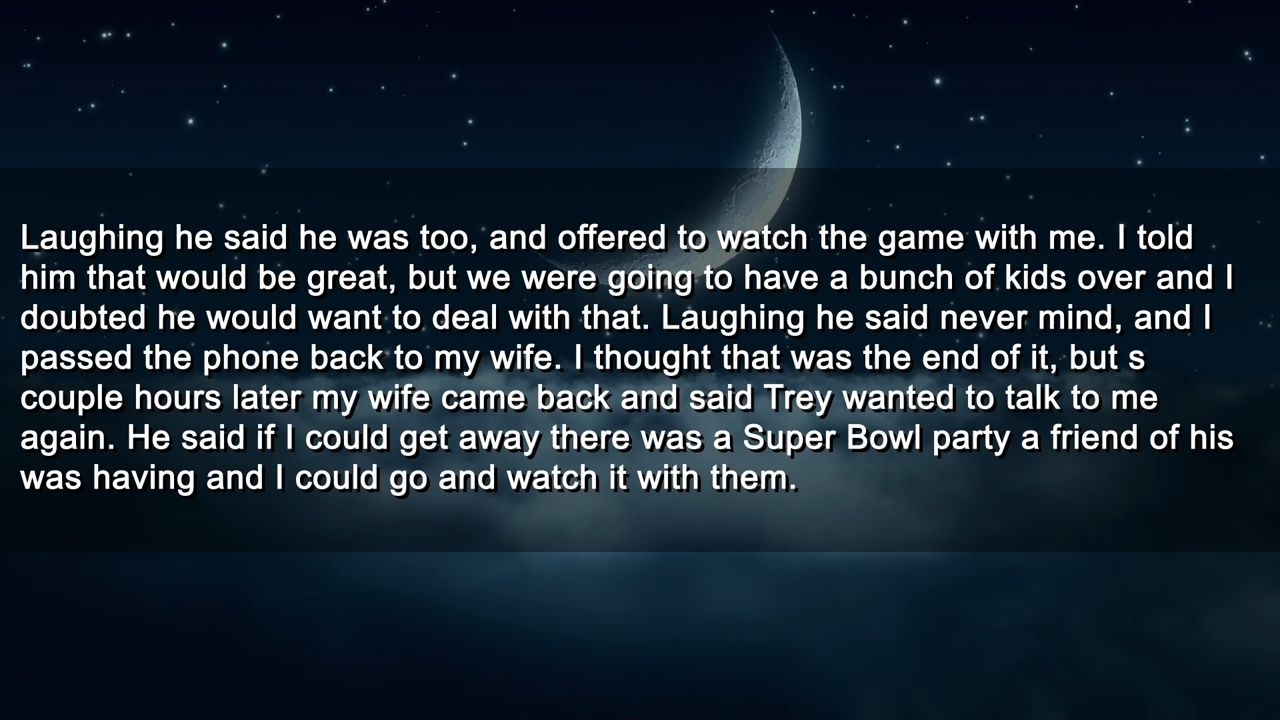 Laughing he said he was too, and offered to watch the game with me. I told
him that would be great, but we were going to have a bunch of kids over and I
doubted he would want to deal with that. Laughing he said never mind, and I
passed the phone back to my wife. I thought that was the end of it, but s
couple hours later my wife came back and said Trey wanted to talk to me
again. He said if I could get away there was a Super Bowl party a friend of his
was having and I could go and watch it with them.